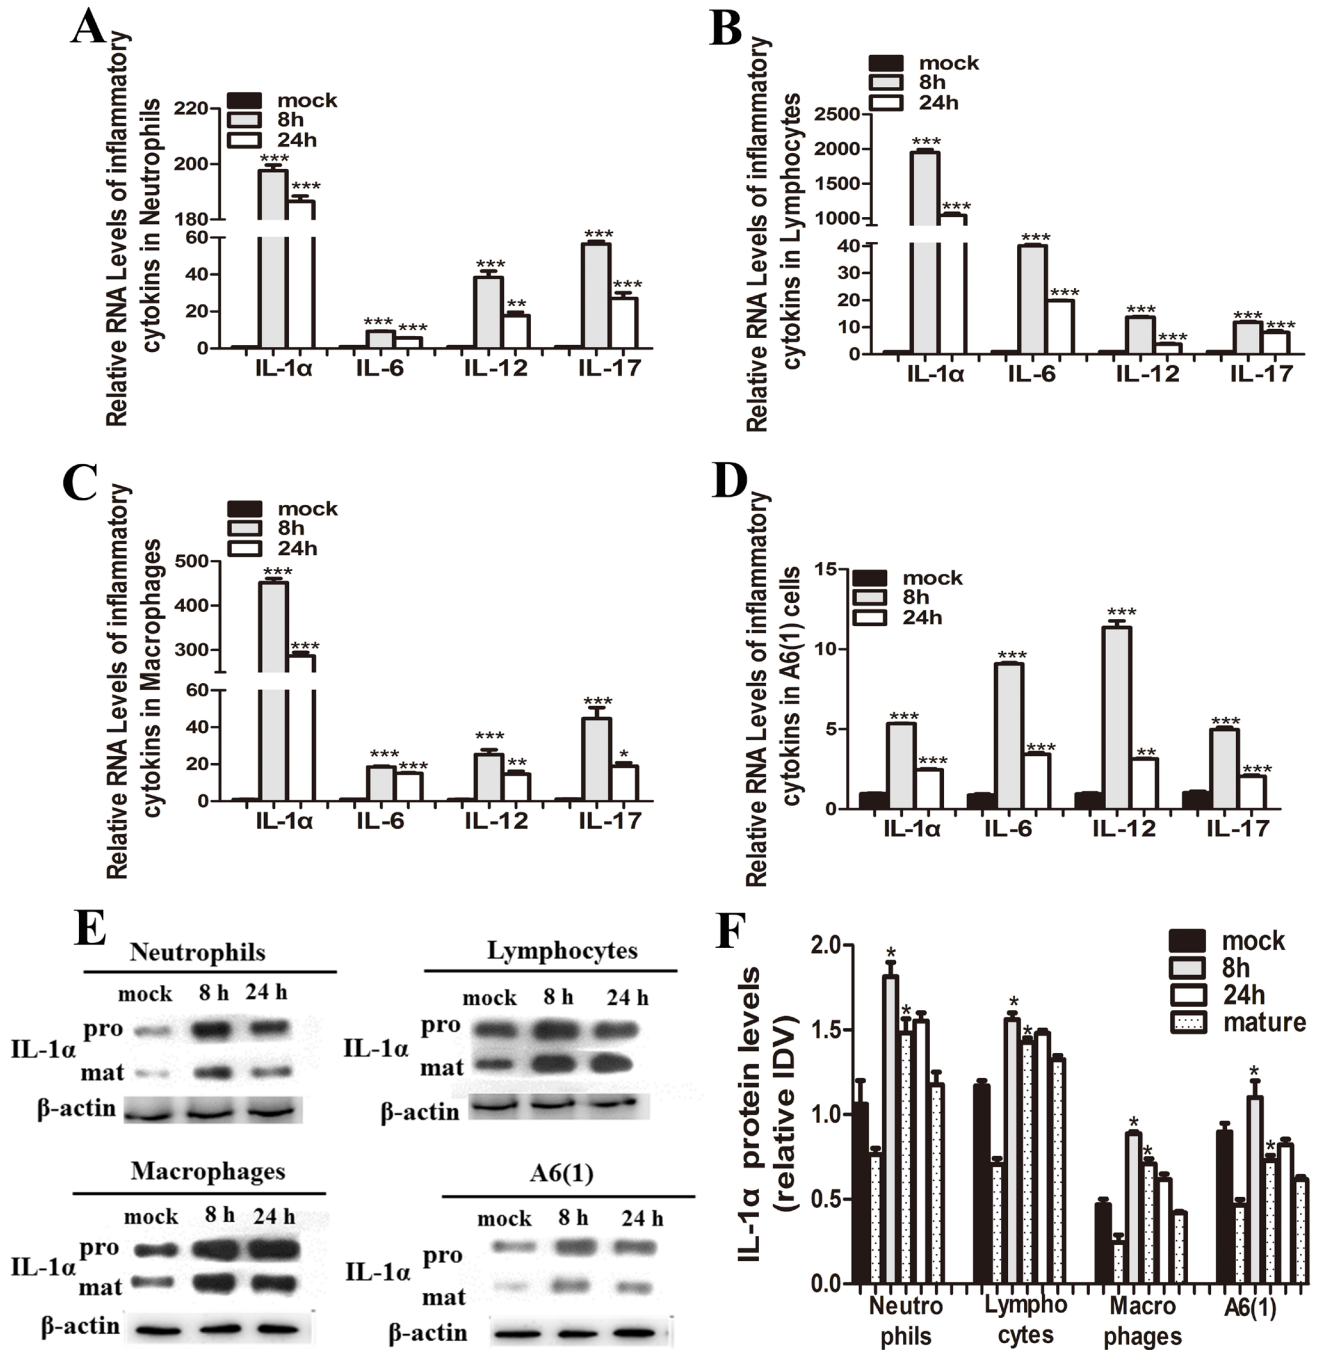 A
Relative RNA Levels of inflammatory
cytokins in Neutrophils
mock
8h
24h
220
200
180
60
40
20
0
***
***
***
***
***
**
***
***
IL-1α IL-6 IL-12 IL-17
B
Relative RNA Levels of inflammatory
cytokins in Lymphocytes
mock
8h
24h
2500
2000
1500
1000
40
30
20
10
0
***
***
***
***
***
***
***
***
IL-1α IL-6 IL-12 IL-17
C
Relative RNA Levels of inflammatory
cytokins in Macrophages
mock
8h
24h
500
400
300
60
40
20
0
***
***
***
***
***
**
***
*
IL-1α IL-6 IL-12 IL-17
D
Relative RNA Levels of inflammatory
cytokins in A6(1) cells
mock
8h
24h
15
10
5
0
***
***
***
***
***
**
***
***
IL-1α IL-6 IL-12 IL-17
E
Neutrophils
mock 8 h 24 h
pro
IL-1α
mat
β-actin
Lymphocytes
mock 8 h 24 h
pro
IL-1α
mat
β-actin
Macrophages
mock 8 h 24 h
pro
IL-1α
mat
β-actin
A6(1)
mock 8 h 24 h
pro
IL-1α
mat
β-actin
F
IL-1α protein levels
(relative IDV)
mock
8h
24h
mature
2.0
1.5
1.0
0.5
0.0
*
*
*
*
*
*
*
*
Neutro
phils
Lympho
cytes
Macro
phages
A6(1)